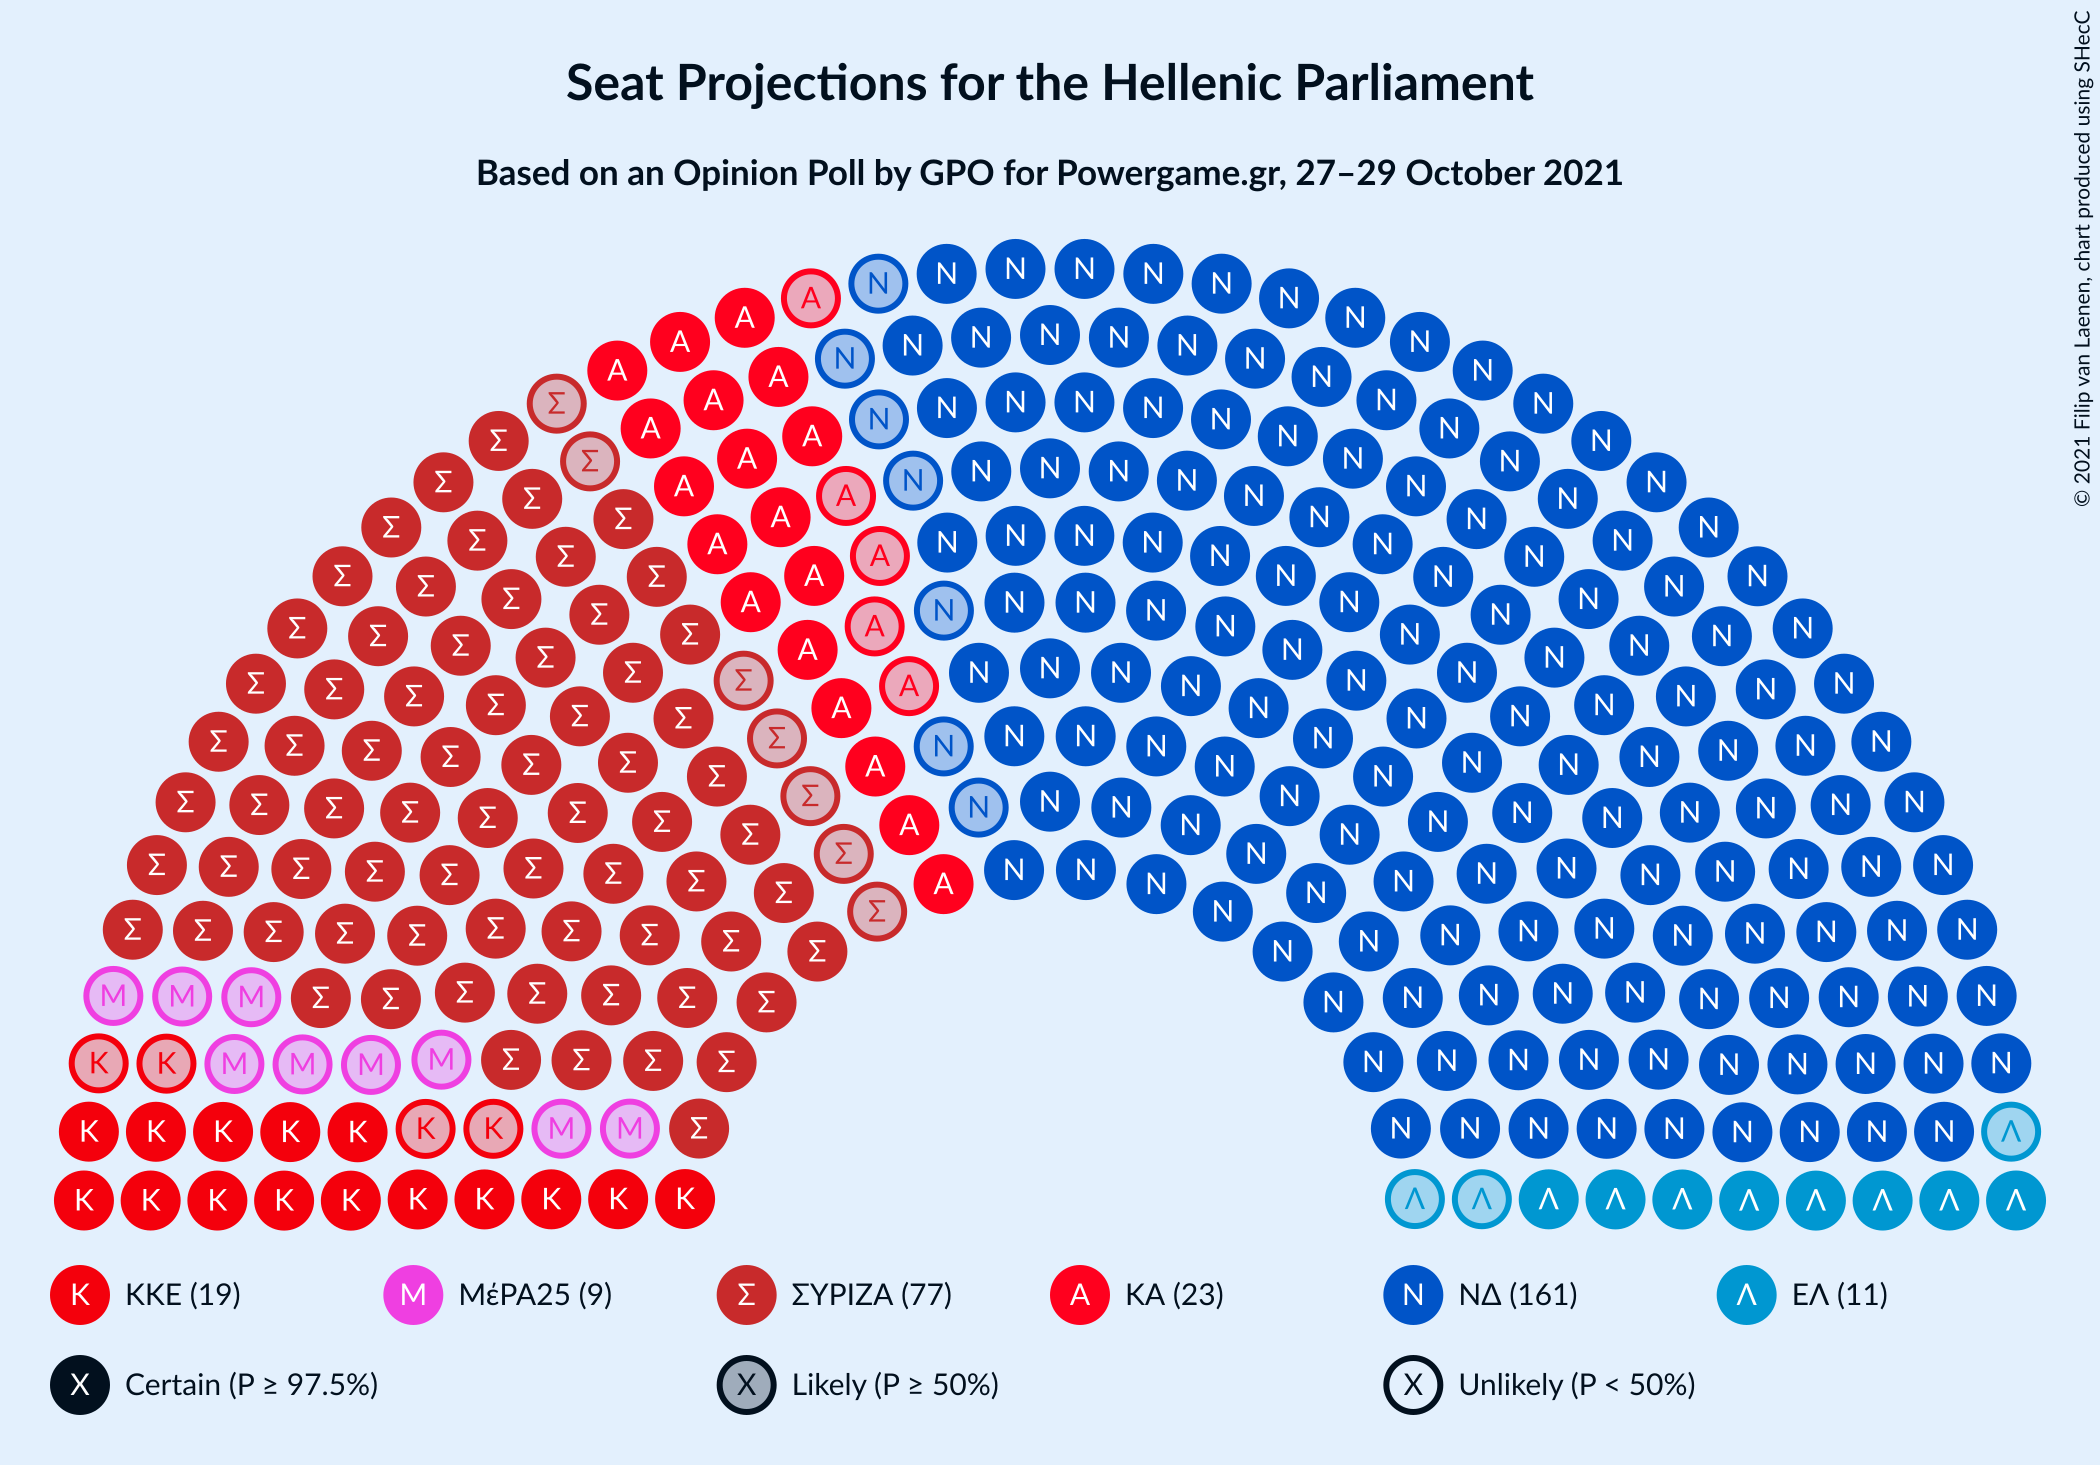 Seat Projections for the Hellenic Parliament
Based on an Opinion Poll by GPO for Powergame.gr, 27–29 October 2021
© 2021 Filip van Laenen, chart produced using SHecC
K KKE (19) M ΜέΡΑ25 (9) Σ ΣΥΡΙΖΑ (77) A ΚΑ (23) N ΝΔ (161) Λ ΕΛ (11)
X Certain (P ≥ 97.5%) X Likely (P ≥ 50%) X Unlikely (P < 50%)